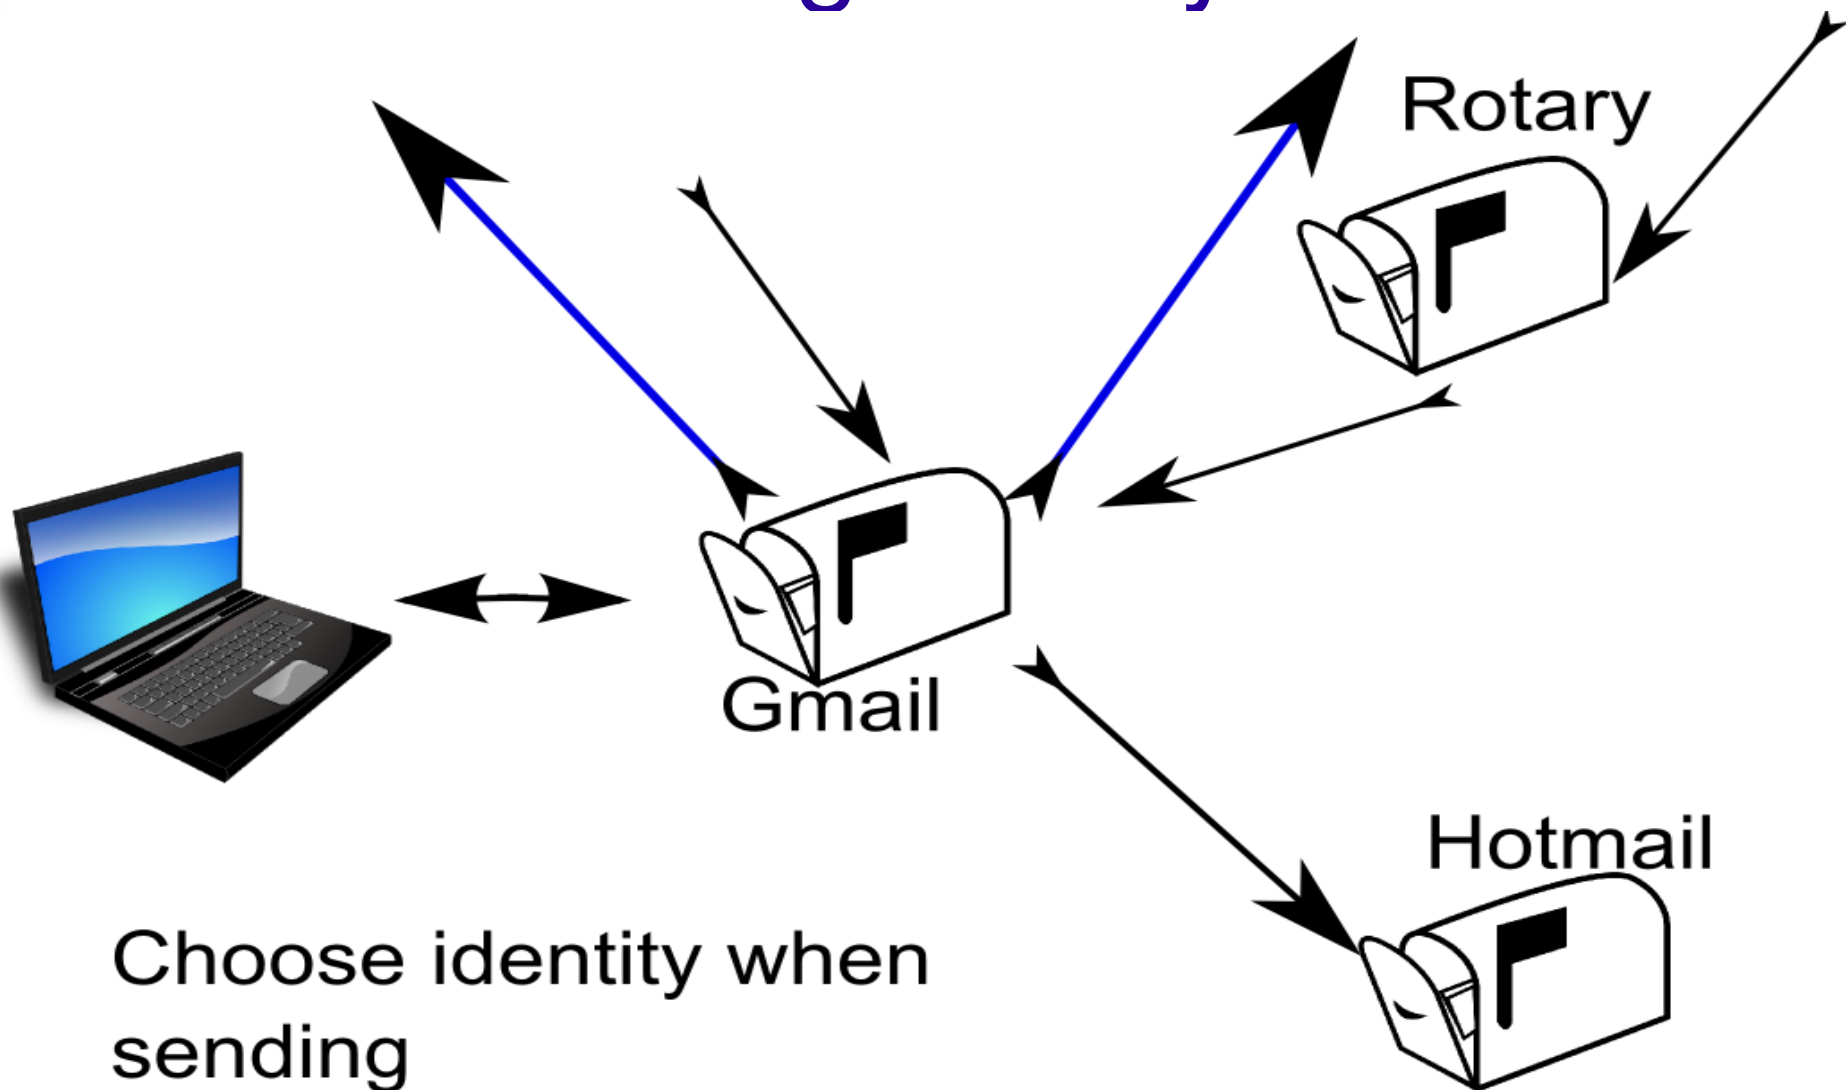 Rotary
Gmail
Hotmail
Choose identity when
sending